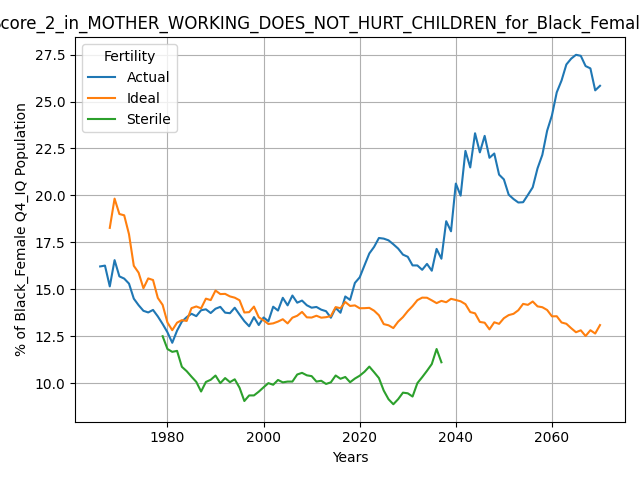 core_2_in_MOTHER_WORKING_DOES_NOT_HURT_CHILDREN_for_Black_Femal
Fertility
Actual
Ideal
Sterile
27.5
25.0
22.5
20.0
17.5
15.0
12.5
10.0
% of Black_Female Q4_IQ Population
1980
2000
2020
2040
2060
Years